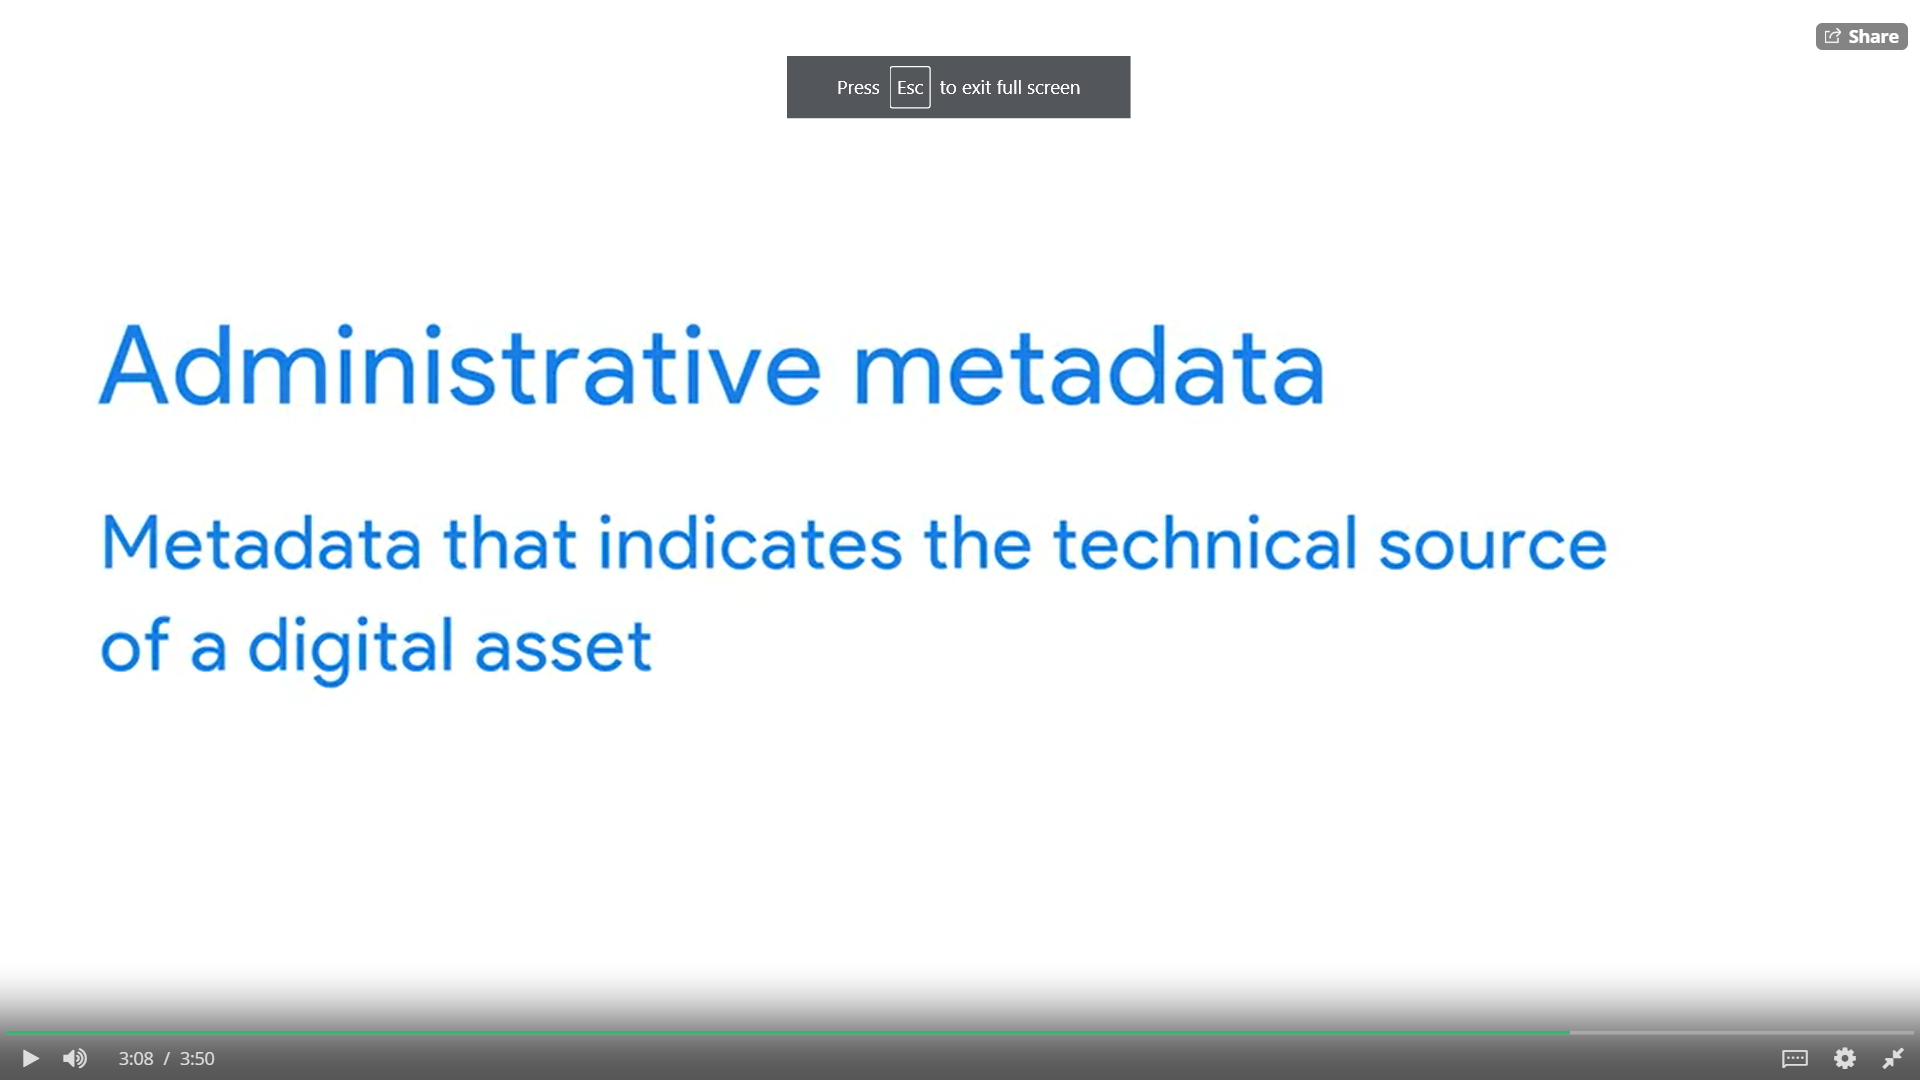 Share
Press Esc to exit full screen
Administrative metadata
Metadata that indicates the technical source
of a digital asset
3:08 / 3:50